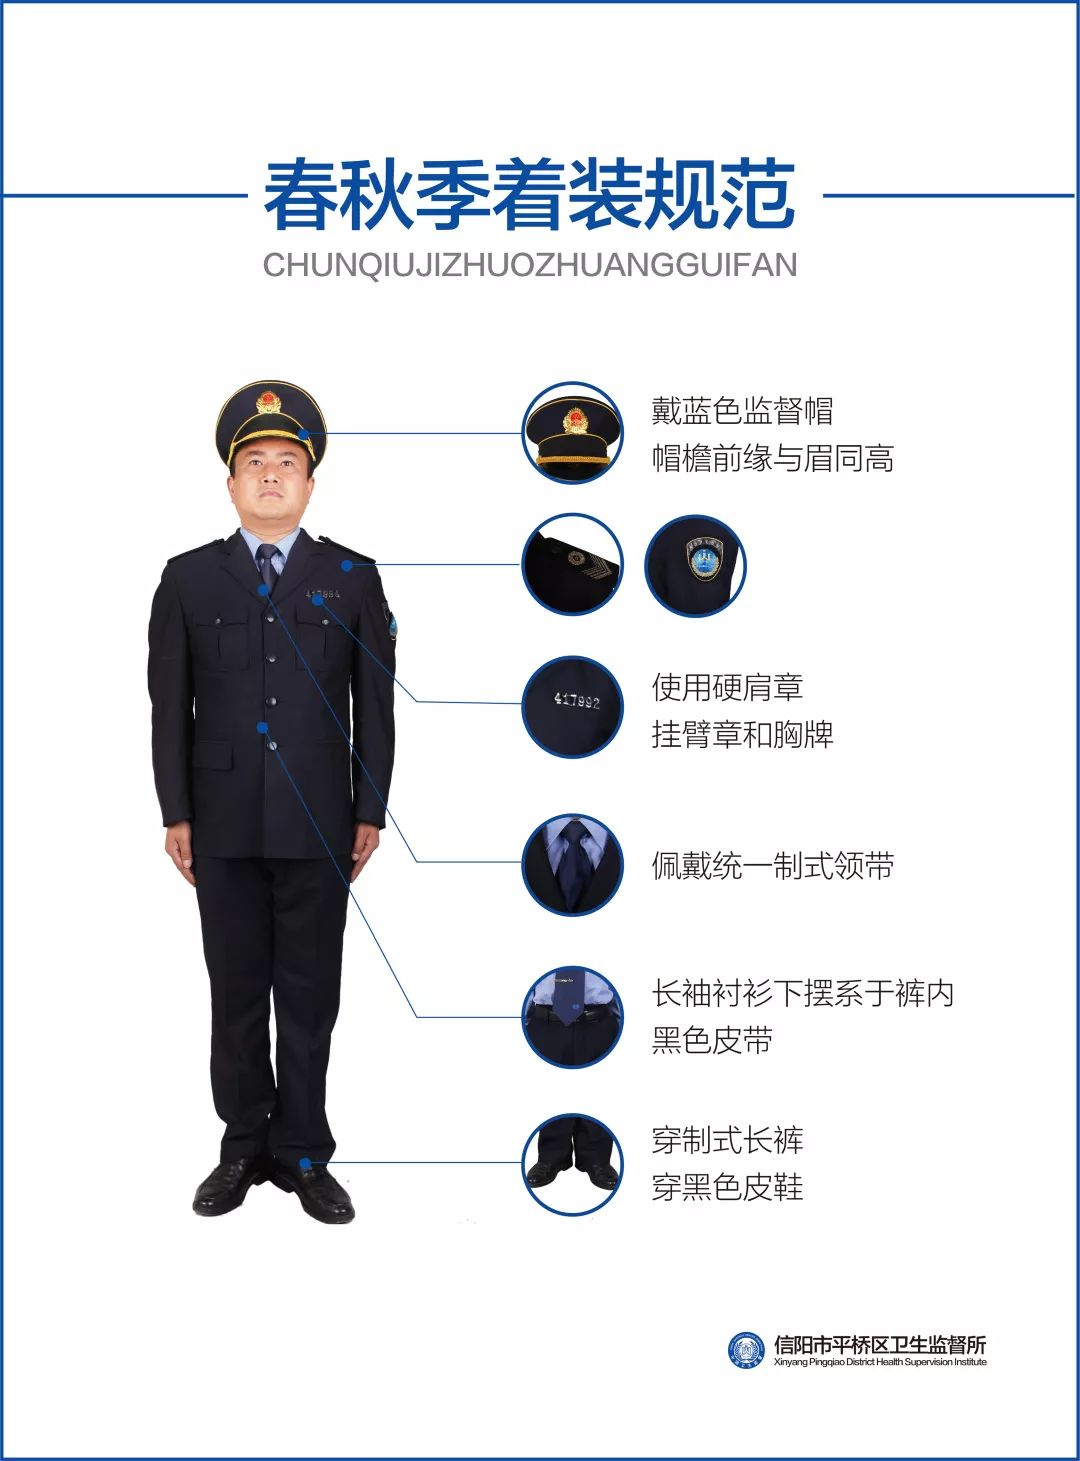 春秋季着装规范
CHUNQIUJIZHUOZHUANGGUIFAN
戴蓝色监督帽
帽檐前缘与眉同高
417994
417992
使用硬肩章
挂臂章和胸牌
佩戴统一制式领带
长袖衬衫下摆系于裤内
黑色皮带
穿制式长裤
穿黑色皮鞋
信阳市平桥区卫生监督所
Xinyang Pingqiao District Health Supervision Institute